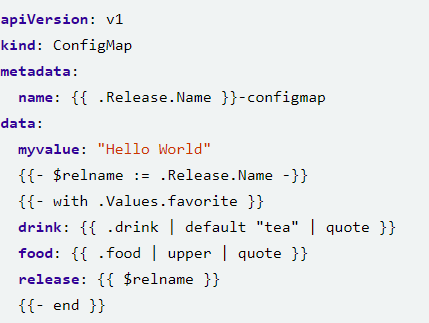 apiVersion: v1
kind: ConfigMap
metadata:
  name: {{ .Release.Name }}-configmap
data:
  myvalue: "Hello World"
  {{- $relname := .Release.Name -}}
  {{- with .Values.favorite }}
  drink: {{ .drink | default "tea" | quote }}
  food: {{ .food | upper | quote }}
  release: {{ $relname }}
  {{- end }}